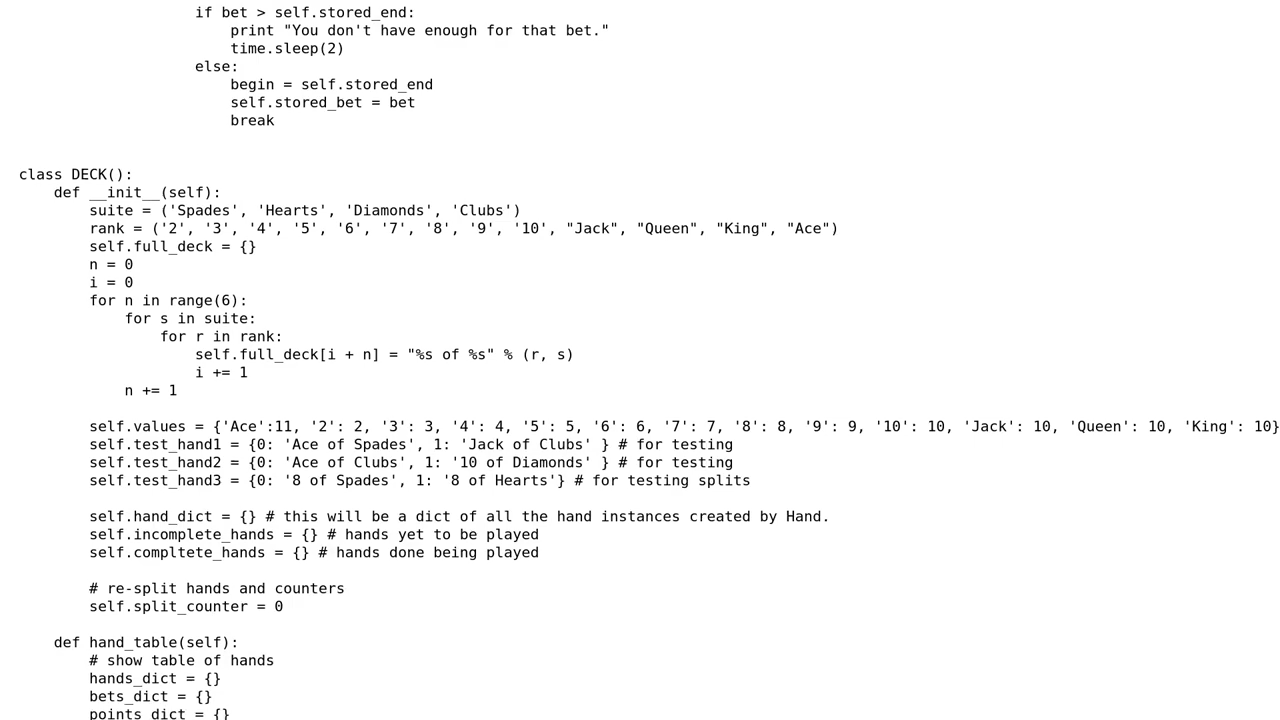 if bet > self.stored_end:
                        print "You don't have enough for that bet."
                        time.sleep(2)
                    else:
                        begin = self.stored_end
                        self.stored_bet = bet
                        break


class DECK():
    def __init__(self):
        suite = ('Spades', 'Hearts', 'Diamonds', 'Clubs')
        rank = ('2', '3', '4', '5', '6', '7', '8', '9', '10', "Jack", "Queen", "King", "Ace")
        self.full_deck = {}
        n = 0
        i = 0
        for n in range(6):
            for s in suite:
                for r in rank:
                    self.full_deck[i + n] = "%s of %s" % (r, s)
                    i += 1
            n += 1

        self.values = {'Ace':11, '2': 2, '3': 3, '4': 4, '5': 5, '6': 6, '7': 7, '8': 8, '9': 9, '10': 10, 'Jack': 10, 'Queen': 10, 'King': 10}
        self.test_hand1 = {0: 'Ace of Spades', 1: 'Jack of Clubs' } # for testing
        self.test_hand2 = {0: 'Ace of Clubs', 1: '10 of Diamonds' } # for testing
        self.test_hand3 = {0: '8 of Spades', 1: '8 of Hearts'} # for testing splits

        self.hand_dict = {} # this will be a dict of all the hand instances created by Hand.
        self.incomplete_hands = {} # hands yet to be played
        self.compltete_hands = {} # hands done being played

        # re-split hands and counters
        self.split_counter = 0

    def hand_table(self):
        # show table of hands
        hands_dict = {}
        bets_dict = {}
        points_dict = {}